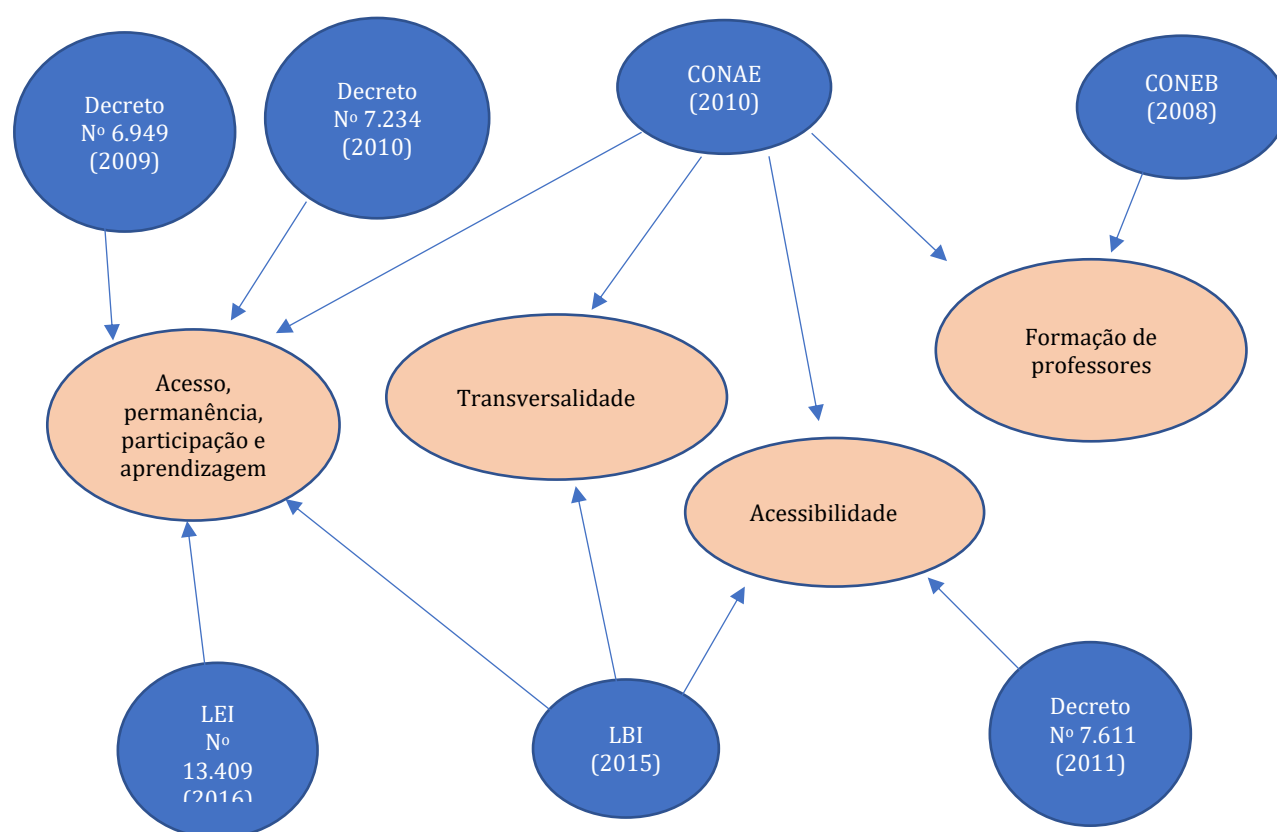 Decreto
Nº 6.949
(2009)
Decreto
Nº 7.234
(2010)
CONAE
(2010)
CONEB
(2008)
Acesso,
permanência,
participação e
aprendizagem
Transversalidade
Formação de
professores
Acessibilidade
LEI
Nº
13.409
(2016)
LBI
(2015)
Decreto
Nº 7.611
(2011)